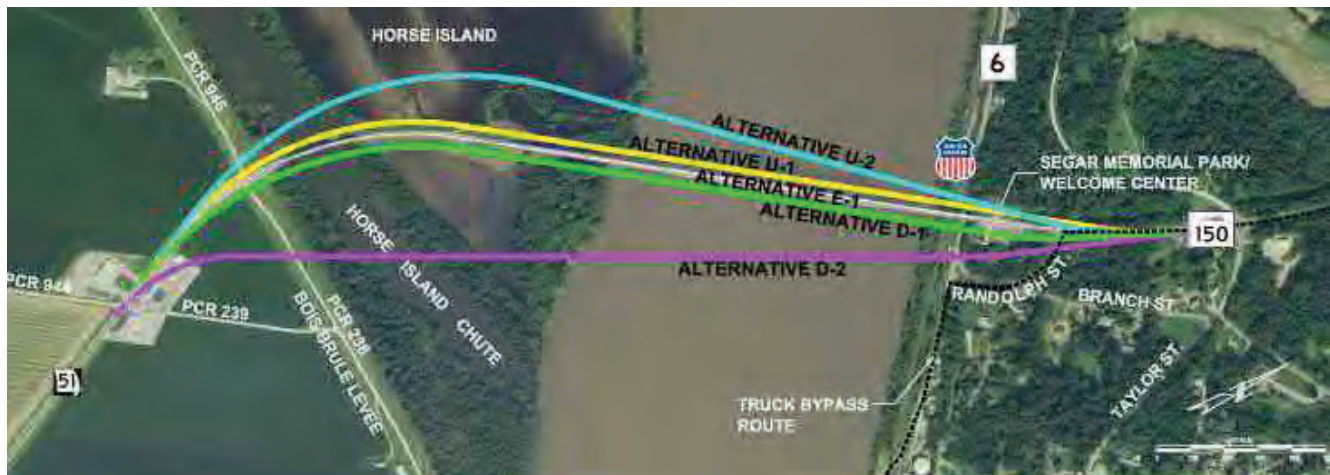 HORSE ISLAND
PCR 946
6
ALTERNATIVE U-2
ALTERNATIVE U-1
ALTERNATIVE E-1
ALTERNATIVE D-1
SEGAR MEMORIAL PARK/
WELCOME CENTER
150
HORSE ISLAND CHUTE
ALTERNATIVE D-2
PCR 944
PCR 239
PCR 238
BOIS BRULE LEVEE
RANDOLPH ST.
BRANCH ST
TAYLOR ST
51
TRUCK BYPASS
ROUTE